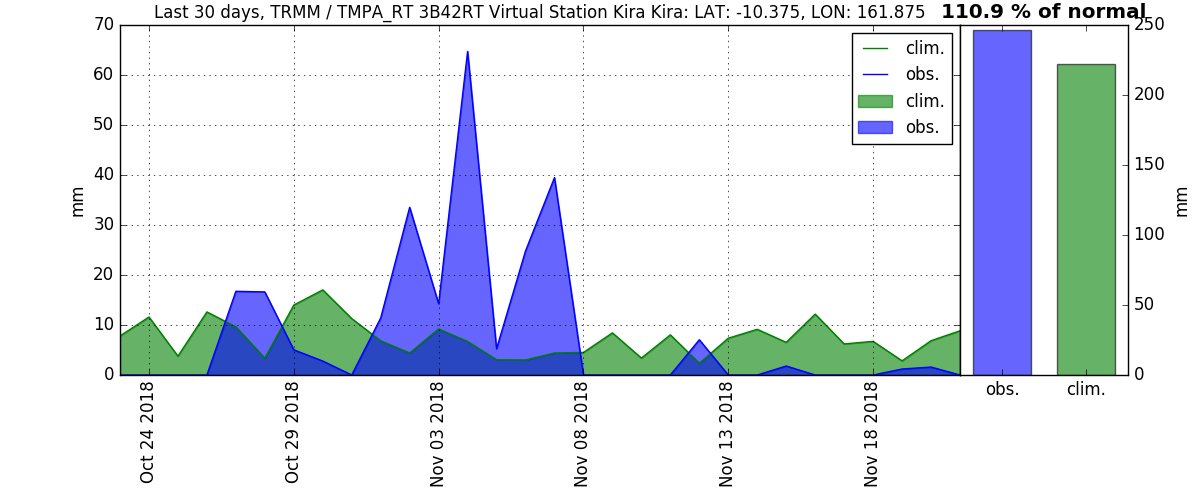 Last 30 days, TRMM / TMPA_RT 3B42RT Virtual Station Kira Kira: LAT: -10.375, LON: 161.875
110.9 % of normal
70
60
50
40
30
20
10
0
mm
clim.
obs.
clim.
obs.
250
200
150
100
50
0
mm
Oct 24 2018
Oct 29 2018
Nov 03 2018
Nov 08 2018
Nov 13 2018
Nov 18 2018
obs.
clim.